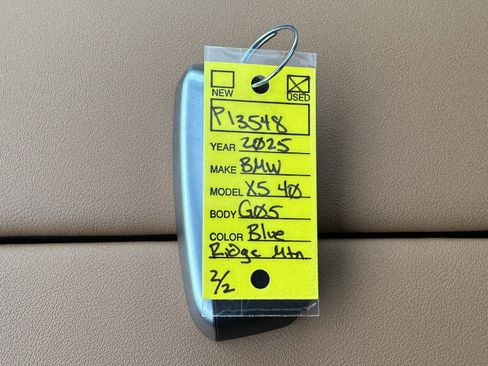 NEW USED
P13548
YEAR 2025
MAKE BMW
MODEL X5 40
BODY G05
COLOR Blue
Ridge Mtn
2/2